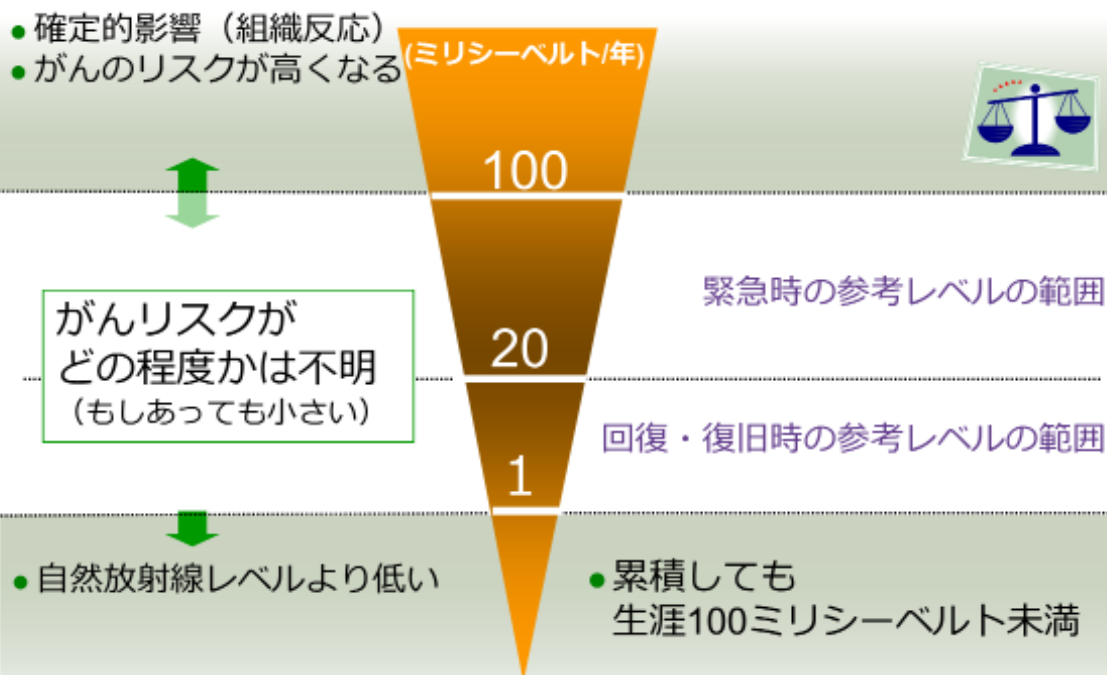 ● 確定的影響（組織反応）
● がんのリスクが高くなる
(ミリシーベルト/年)
100
緊急時の参考レベルの範囲
がんリスクが
どの程度かは不明
（もしあっても小さい）
20
回復・復旧時の参考レベルの範囲
1
● 自然放射線レベルより低い
● 累積しても
生涯100ミリシーベルト未満